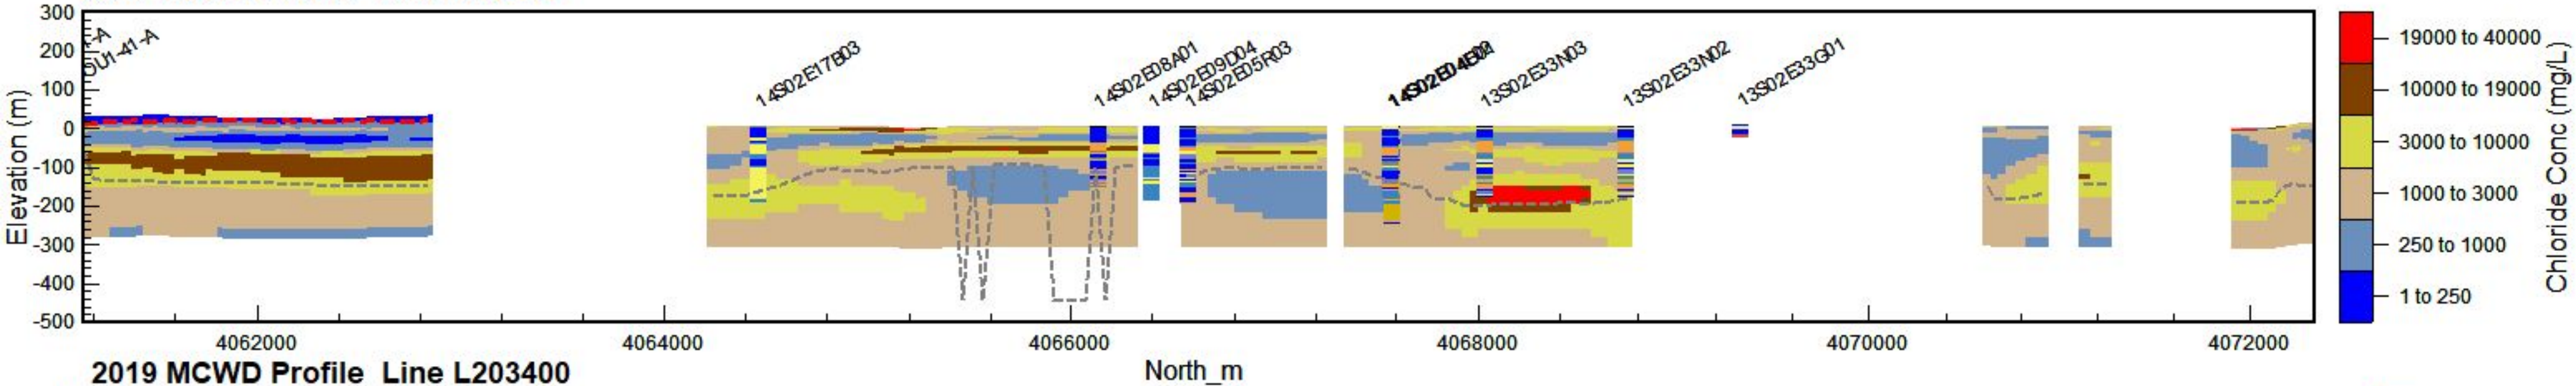 300
200
100
0
-100
-200
-300
-400
-500
Elevation (m)
OU1-41-A
14S02E17B03
14S02E08A01
14S02E09D04
14S02E05R03
13S02E33N03
13S02E33N02
13S02E33G01
4062000
4064000
4066000
4068000
4070000
4072000
North_m
2019 MCWD Profile Line L203400
19000 to 40000
10000 to 19000
3000 to 10000
1000 to 3000
250 to 1000
1 to 250
Chloride Conc (mg/L)